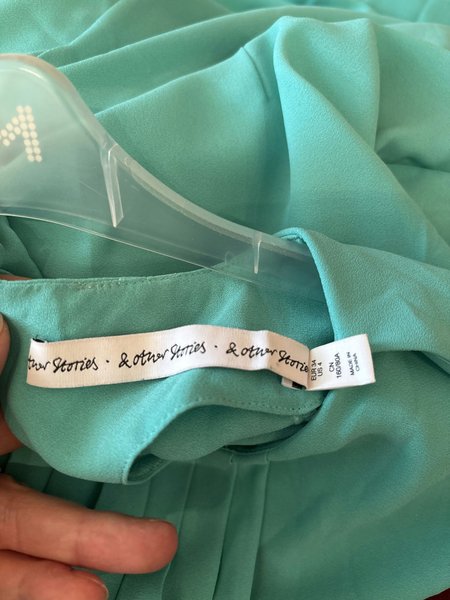 other Stories · & other Stories · & other Stories
EUR 34
US 4
CN
160/80A
MADE IN
CHINA